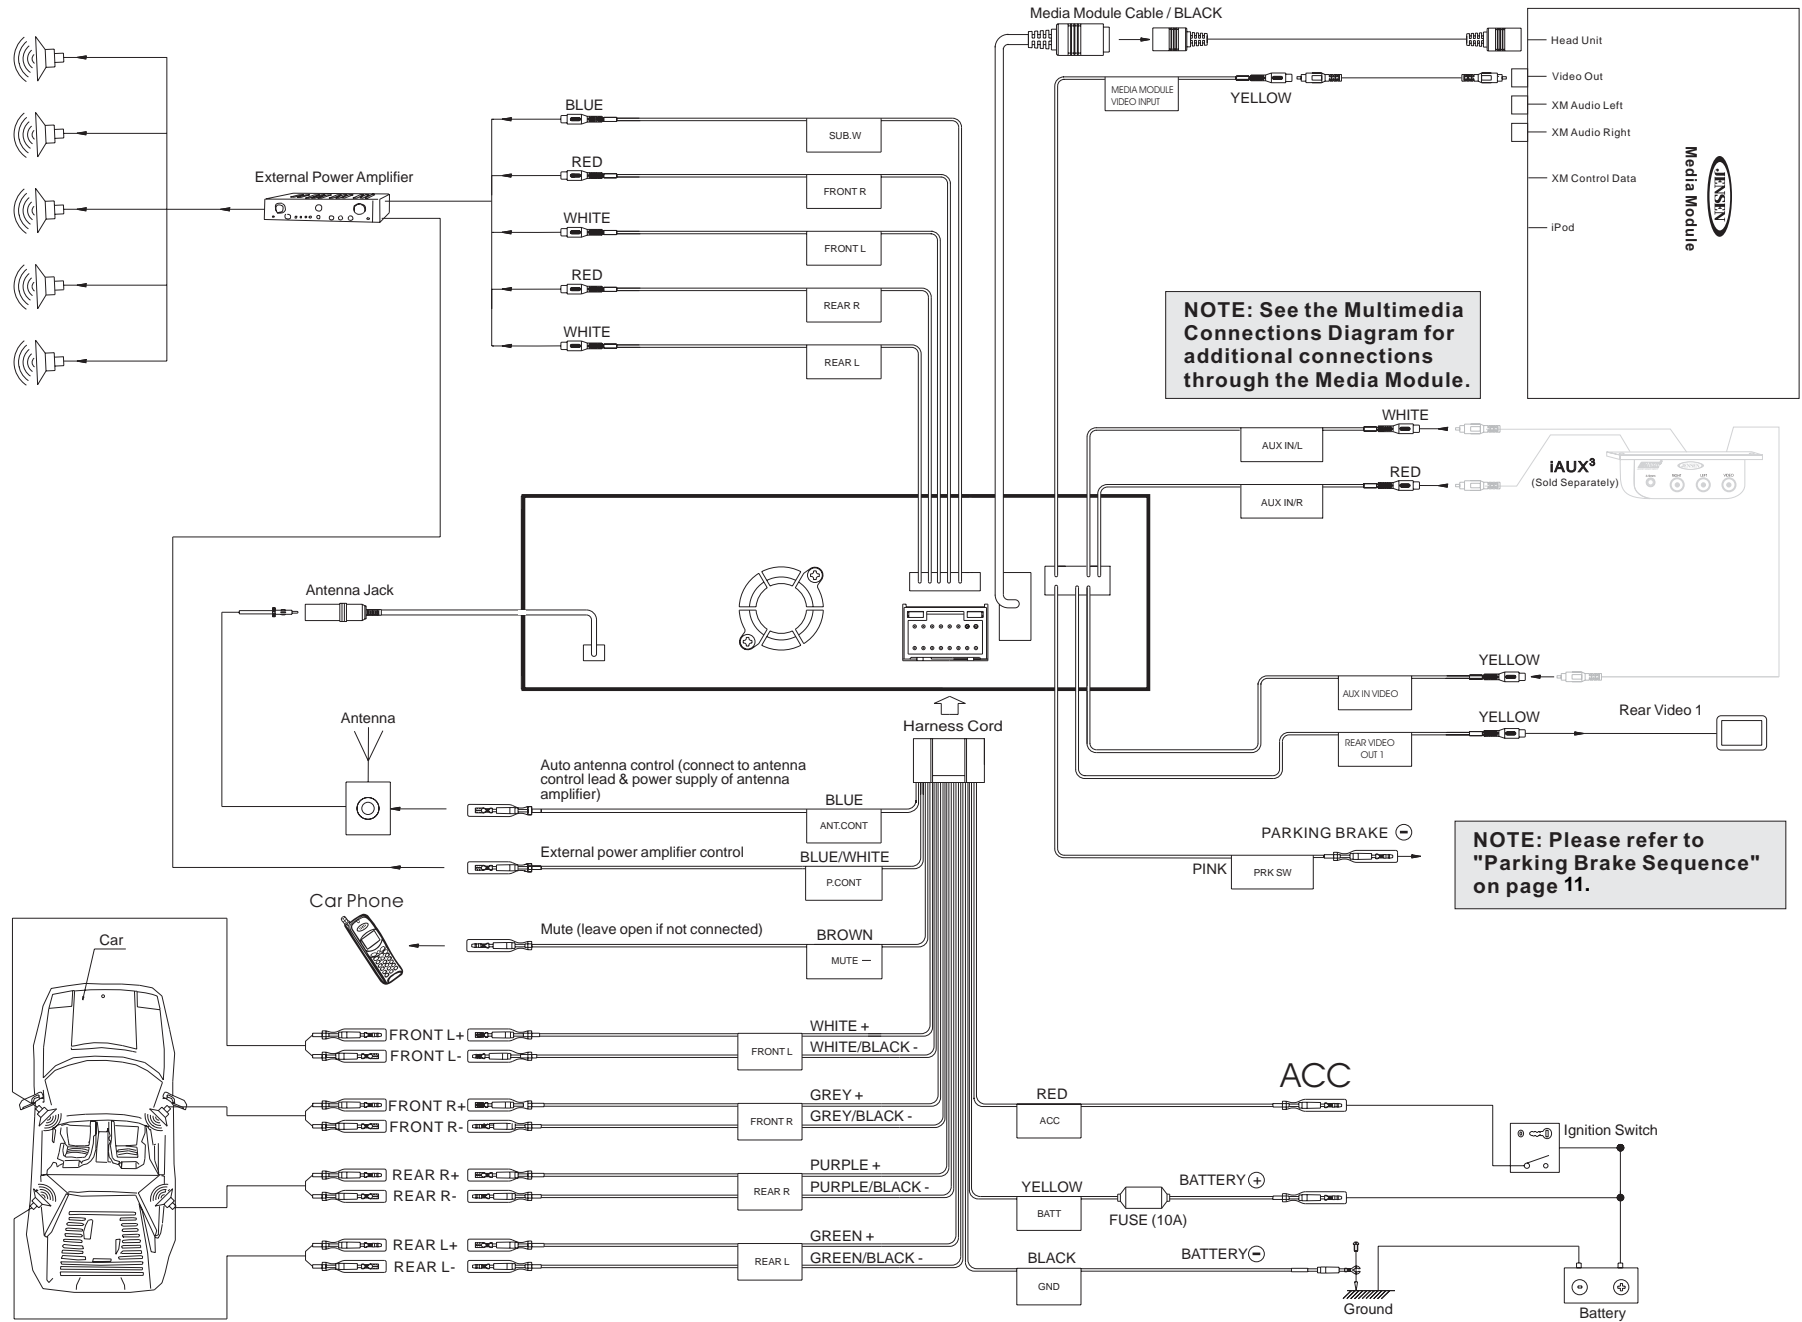 Media Module Cable / BLACK
Head Unit
Video Out
MEDIA MODULE
VIDEO INPUT
YELLOW
XM Audio Left
XM Audio Right
XM Control Data
iPod
JENSEN
Media Module
BLUE
SUB.W
RED
FRONT R
WHITE
FRONT L
RED
REAR R
WHITE
REAR L
External Power Amplifier
NOTE: See the Multimedia
Connections Diagram for
additional connections
through the Media Module.
WHITE
AUX IN/L
RED
AUX IN/R
iAUX3
(Sold Separately)
RIGHT
LEFT
VIDEO
Antenna Jack
Antenna
YELLOW
AUX IN VIDEO
YELLOW
REAR VIDEO
OUT 1
Rear Video 1
Harness Cord
Auto antenna control (connect to antenna
control lead & power supply of antenna
amplifier)
BLUE
ANT.CONT
External power amplifier control
BLUE/WHITE
P.CONT
PARKING BRAKE -
PINK
PRK SW
NOTE: Please refer to
"Parking Brake Sequence"
on page 11.
Car Phone
Mute (leave open if not connected)
BROWN
MUTE —
Car
FRONT L+
FRONT L-
FRONT L
WHITE +
WHITE/BLACK -
FRONT R+
FRONT R-
FRONT R
GREY +
GREY/BLACK -
REAR R+
REAR R-
REAR R
PURPLE +
PURPLE/BLACK -
REAR L+
REAR L-
REAR L
GREEN +
GREEN/BLACK -
ACC
RED
ACC
Ignition Switch
YELLOW
BATT
FUSE (10A)
BATTERY +
BLACK
GND
BATTERY -
Ground
- +
Battery